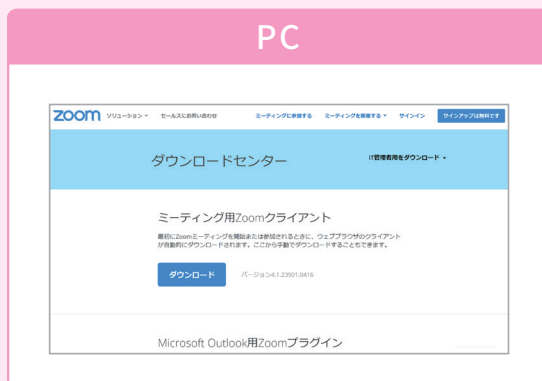 PC
zoom ソリューション セールスにお問い合わせ ミーティングに参加する ミーティングを開催する サインイン サインアップは無料です
ダウンロードセンター IT管理者用をダウンロード
ミーティング用Zoomクライアント
最初にZoomミーティングを開始または参加されるときに、ウェブブラウザのクライアント
が自動的にダウンロードされます。ここから手動でダウンロードすることもできます。
ダウンロード バージョン4.1.23501.0416
Microsoft Outlook用Zoomプラグイン